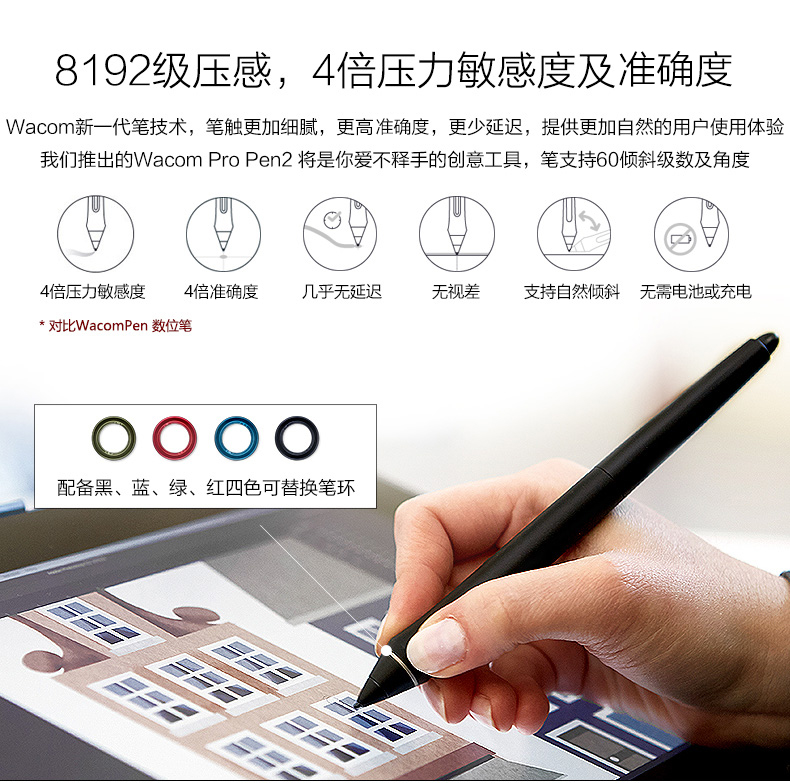 8192级压感，4倍压力敏感度及准确度
Wacom新一代笔技术，笔触更加细腻，更高准确度，更少延迟，提供更加自然的用户使用体验
我们推出的Wacom Pro Pen2 将是你爱不释手的创意工具，笔支持60倾斜级数及角度
4倍压力敏感度
4倍准确度
几乎无延迟
无视差
支持自然倾斜
无需电池或充电
* 对比WacomPen 数位笔
配备黑、蓝、绿、红四色可替换笔环